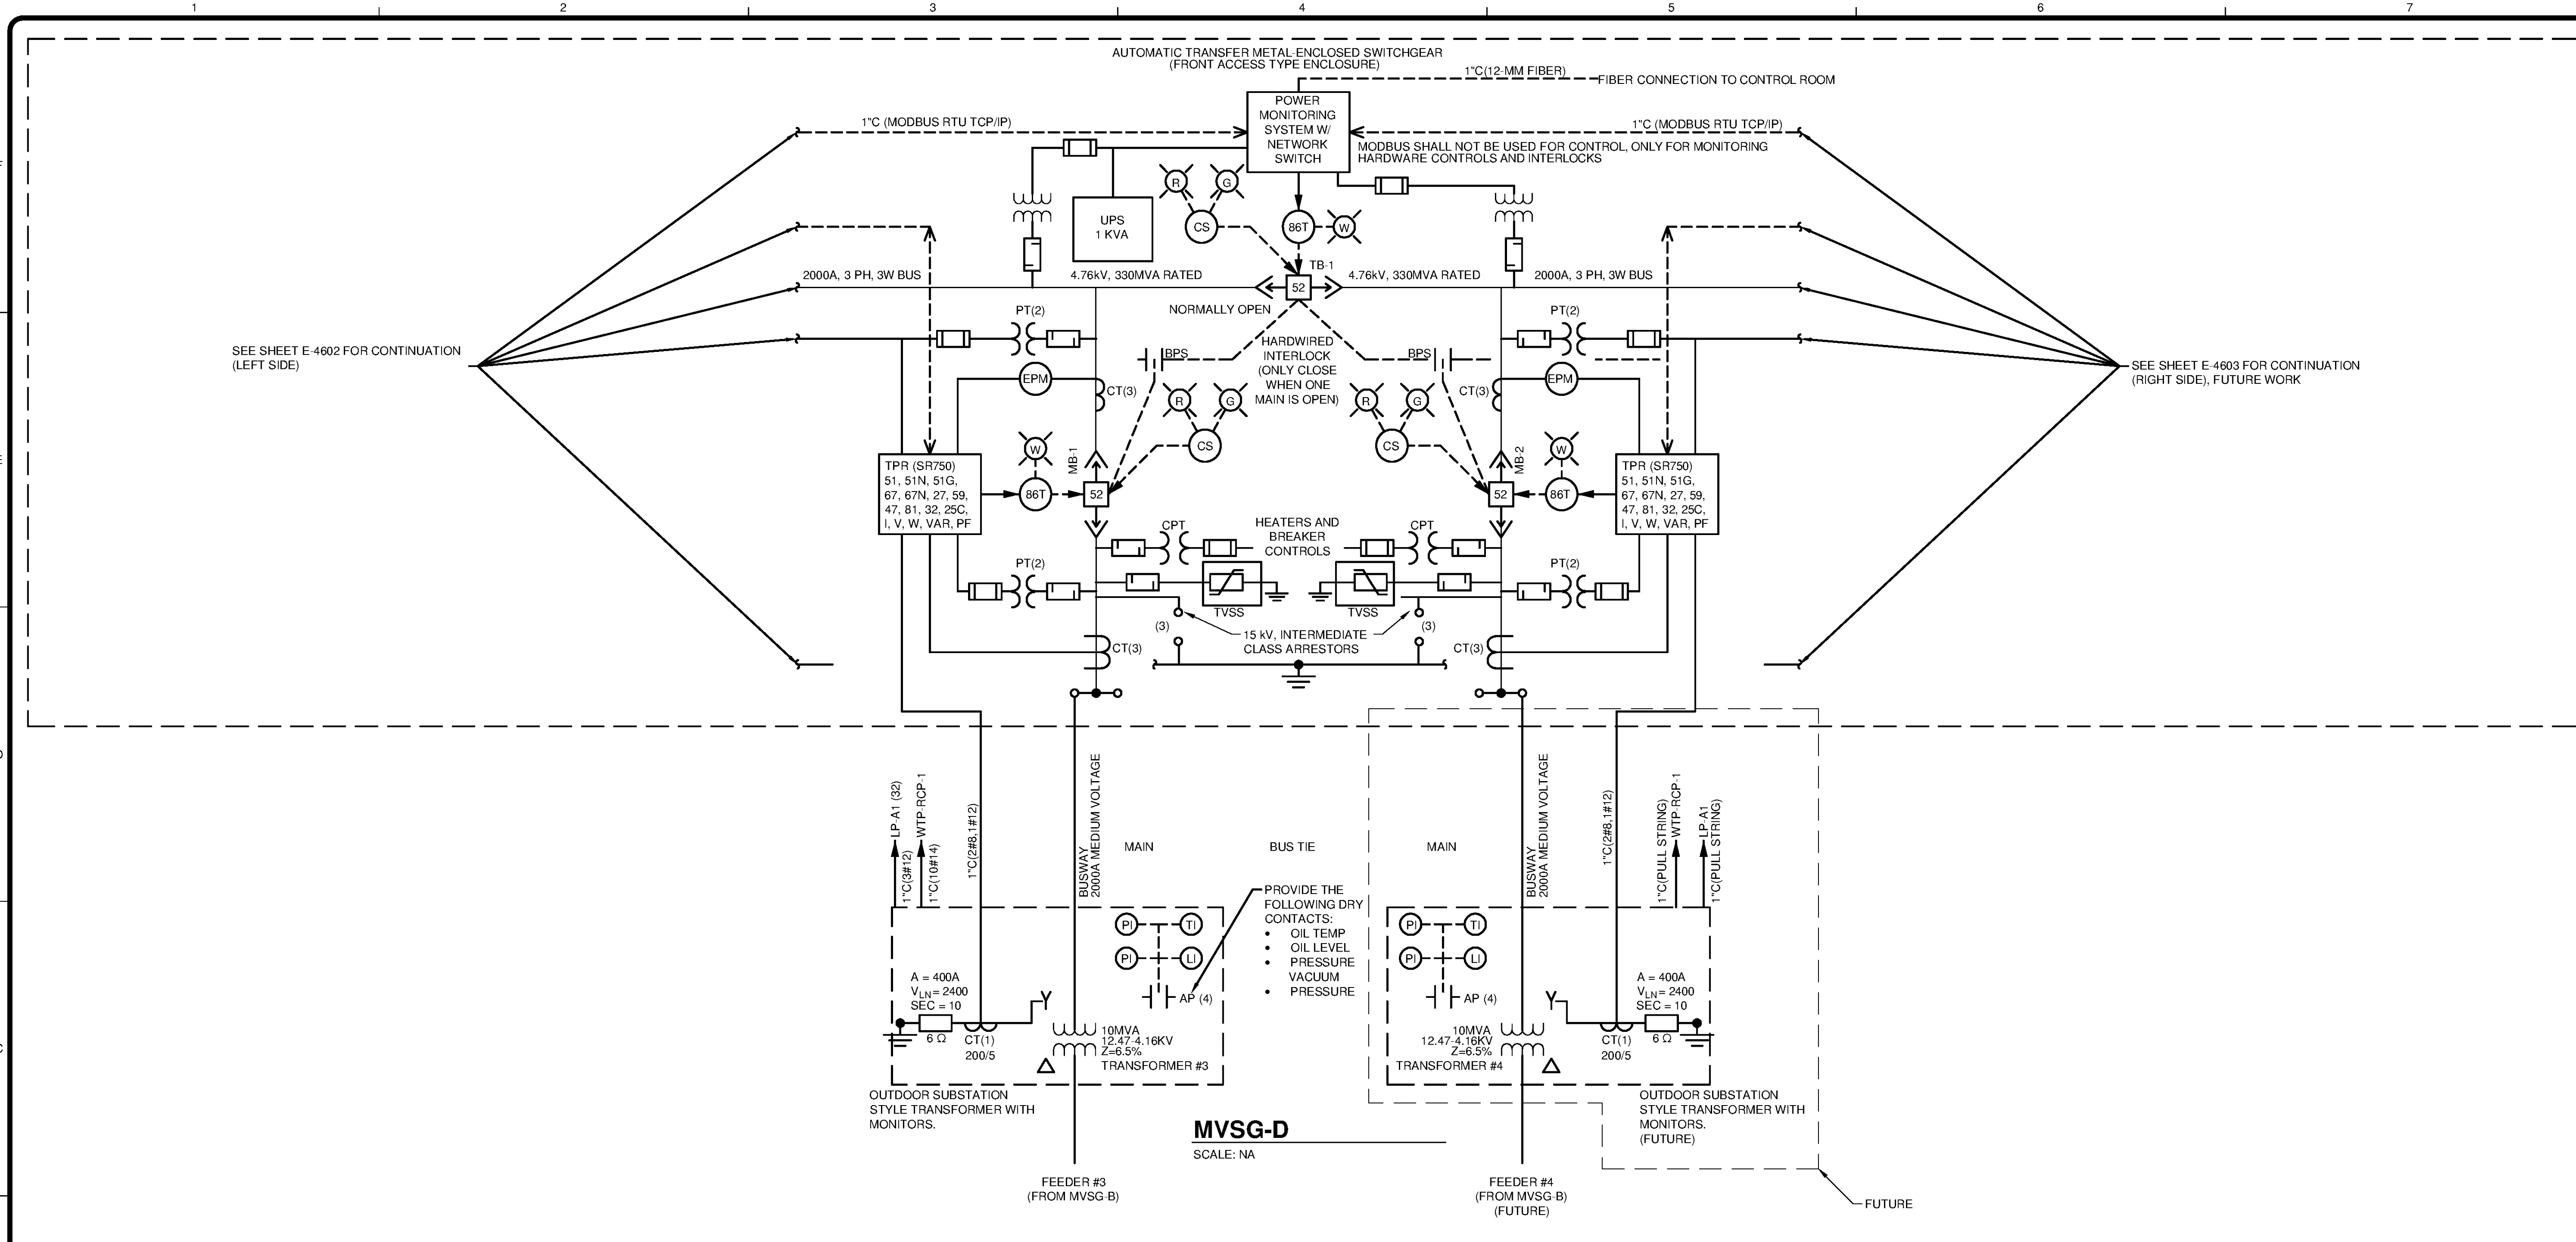 1
2
3
4
5
6
7
AUTOMATIC TRANSFER METAL-ENCLOSED SWITCHGEAR
(FRONT ACCESS TYPE ENCLOSURE)
1"C(12-MM FIBER)
FIBER CONNECTION TO CONTROL ROOM
POWER
MONITORING
SYSTEM W/
NETWORK
SWITCH
1"C (MODBUS RTU TCP/IP)
1"C (MODBUS RTU TCP/IP)
MODBUS SHALL NOT BE USED FOR CONTROL, ONLY FOR MONITORING
HARDWARE CONTROLS AND INTERLOCKS
R
G
UPS
1 KVA
CS
86T
W
TB-1
2000A, 3 PH, 3W BUS
4.76kV, 330MVA RATED
52
4.76kV, 330MVA RATED
2000A, 3 PH, 3W BUS
NORMALLY OPEN
PT(2)
PT(2)
HARDWIRED
INTERLOCK
(ONLY CLOSE
WHEN ONE
MAIN IS OPEN)
BPS
BPS
SEE SHEET E-4602 FOR CONTINUATION
(LEFT SIDE)
SEE SHEET E-4603 FOR CONTINUATION
(RIGHT SIDE), FUTURE WORK
EPM
CT(3)
R
G
CS
R
G
CS
CT(3)
EPM
W
MB-1
MB-2
W
TPR (SR750)
51, 51N, 51G,
67, 67N, 27, 59,
47, 81, 32, 25C,
I, V, W, VAR, PF
86T
52
52
86T
TPR (SR750)
51, 51N, 51G,
67, 67N, 27, 59,
47, 81, 32, 25C,
I, V, W, VAR, PF
CPT
HEATERS AND
BREAKER
CONTROLS
CPT
PT(2)
PT(2)
TVSS
TVSS
(3)
15 kV, INTERMEDIATE
CLASS ARRESTORS
(3)
CT(3)
CT(3)
LP-A1 (32)
1"C(3#12)
WTP-RCP-1
1"C(10#14)
1"C(2#8,1#12)
BUSWAY
2000A MEDIUM VOLTAGE
MAIN
BUS TIE
MAIN
BUSWAY
2000A MEDIUM VOLTAGE
1"C(2#8,1#12)
1"C(PULL STRING)
WTP-RCP-1
LP-A1
1"C(PULL STRING)
PROVIDE THE
FOLLOWING DRY
CONTACTS:
• OIL TEMP
• OIL LEVEL
• PRESSURE
VACUUM
• PRESSURE
PI
TI
PI
LI
AP (4)
PI
TI
PI
LI
AP (4)
A = 400A
VLN = 2400
SEC = 10
6 Ω
CT(1)
200/5
10MVA
12.47-4.16KV
Z=6.5%
TRANSFORMER #3
10MVA
12.47-4.16KV
Z=6.5%
TRANSFORMER #4
A = 400A
VLN = 2400
SEC = 10
CT(1)
200/5
6 Ω
OUTDOOR SUBSTATION
STYLE TRANSFORMER WITH
MONITORS.
OUTDOOR SUBSTATION
STYLE TRANSFORMER WITH
MONITORS.
(FUTURE)
MVSG-D
SCALE: NA
FEEDER #3
(FROM MVSG-B)
FEEDER #4
(FROM MVSG-B)
(FUTURE)
FUTURE